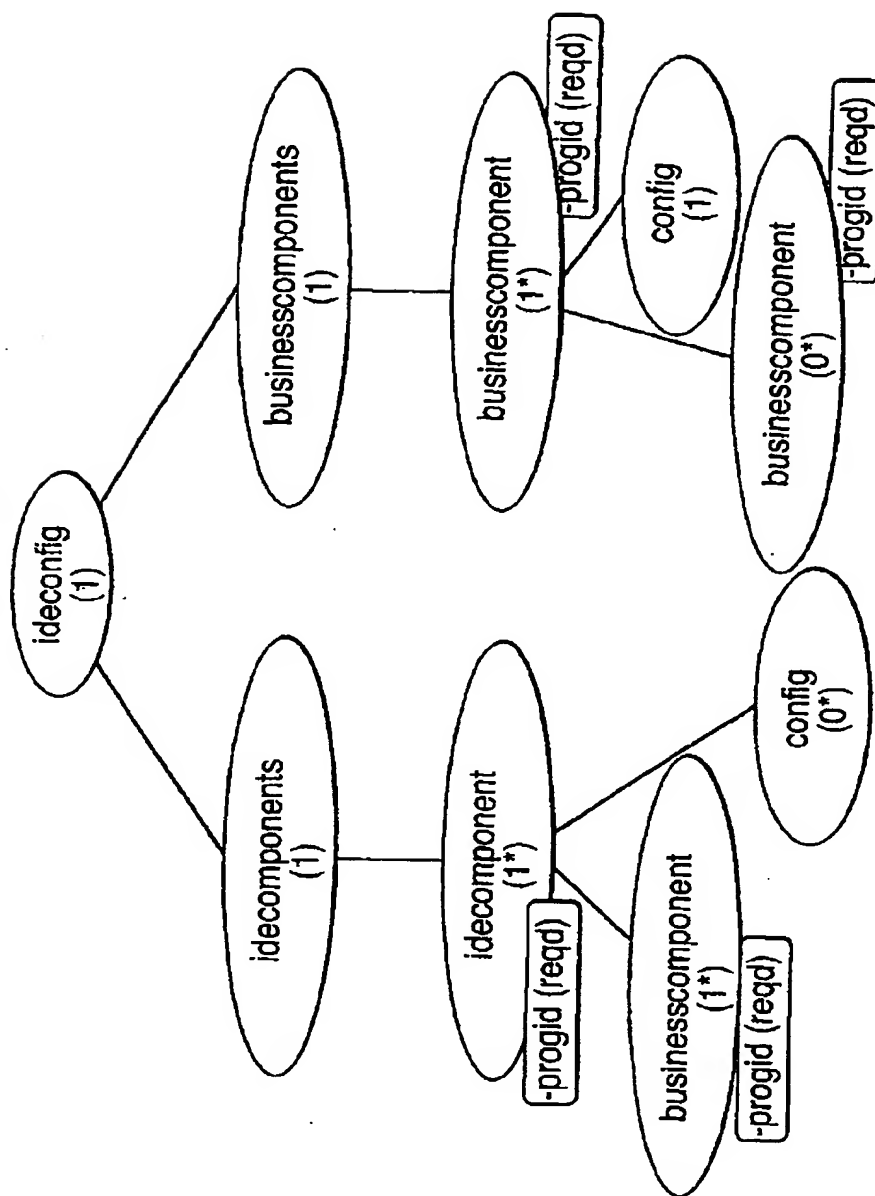 ideconfig
(1)
idecomponents
(1)
businesscomponents
(1)
idecomponent
(1*)
-progid (reqd)
businesscomponent
(1*)
-progid (reqd)
businesscomponent
(1*)
-progid (reqd)
config
(0*)
config
(1)
businesscomponent
(0*)
-progid (reqd)